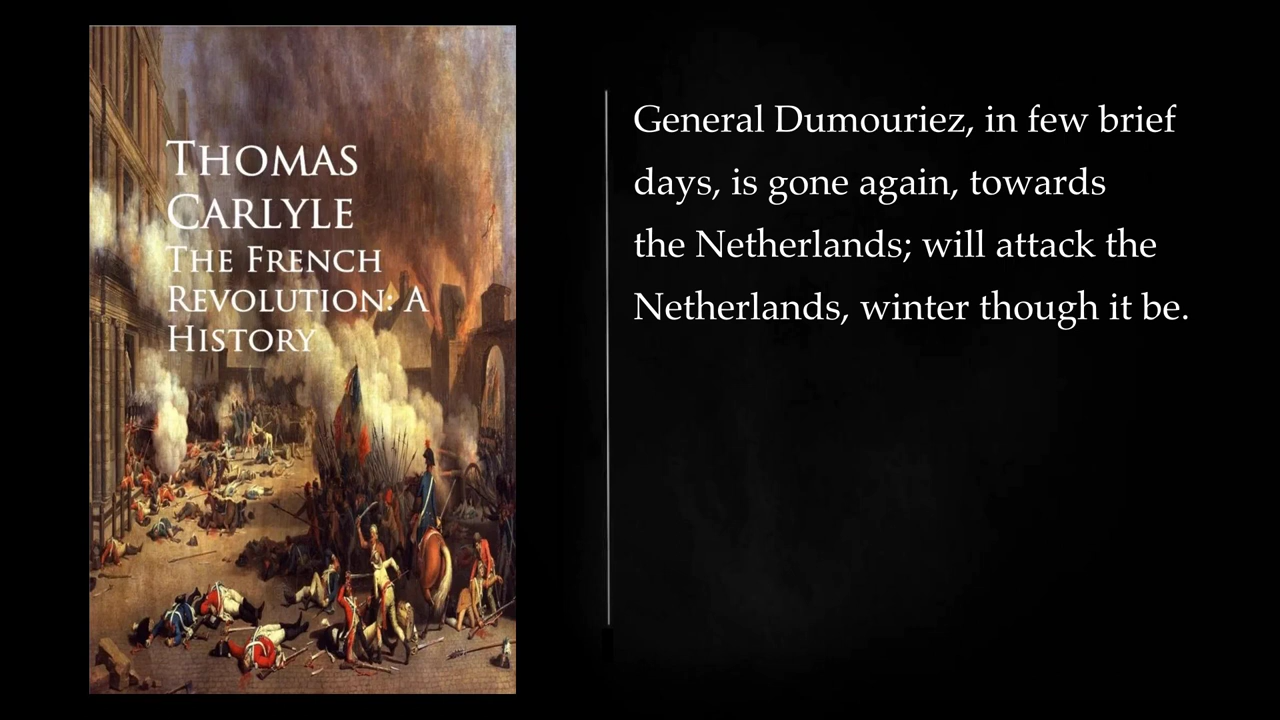 THOMAS
CARLYLE
THE FRENCH
REVOLUTION: A
HISTORY
General Dumouriez, in few brief
days, is gone again, towards
the Netherlands; will attack the
Netherlands, winter though it be.